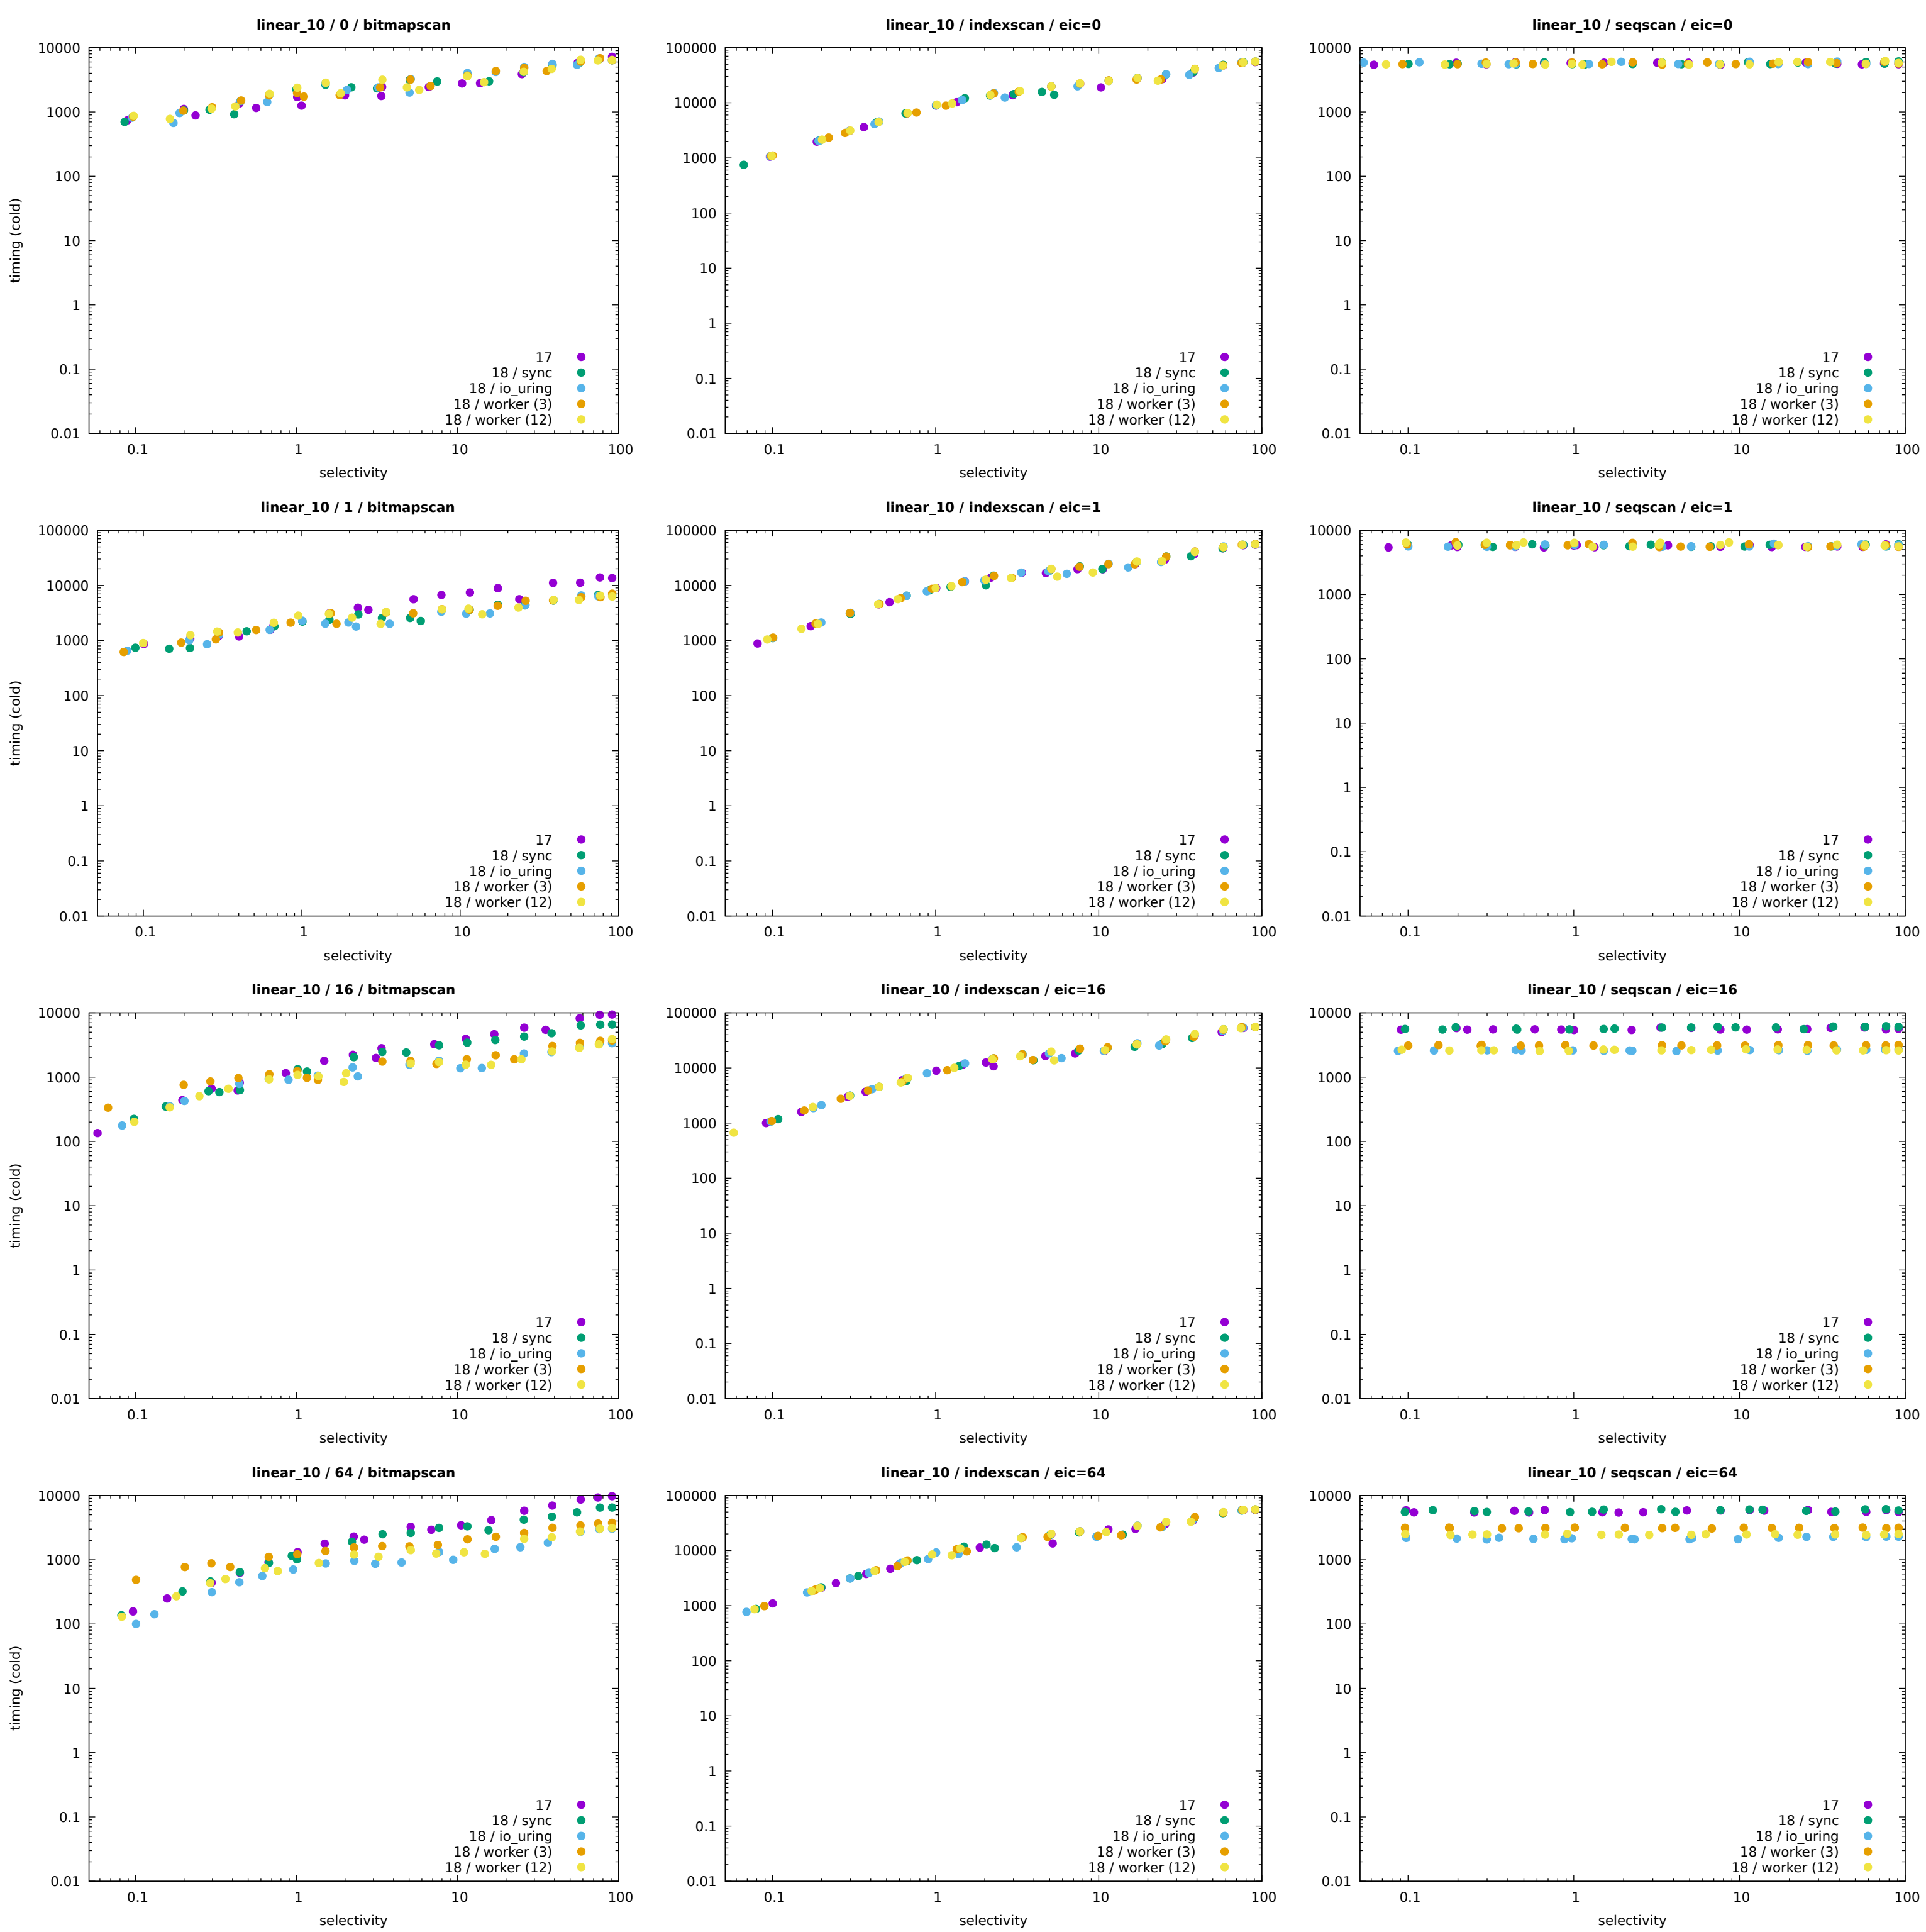 linear_10 / 0 / bitmapscan
10000
1000
100
10
1
0.1
0.01
timing (cold)
17
18 / sync
18 / io_uring
18 / worker (3)
18 / worker (12)
0.1 1 10 100
selectivity
linear_10 / indexscan / eic=0
100000
10000
1000
100
10
1
0.1
0.01
17
18 / sync
18 / io_uring
18 / worker (3)
18 / worker (12)
0.1 1 10 100
selectivity
linear_10 / seqscan / eic=0
10000
1000
100
10
1
0.1
0.01
17
18 / sync
18 / io_uring
18 / worker (3)
18 / worker (12)
0.1 1 10 100
selectivity
linear_10 / 1 / bitmapscan
100000
10000
1000
100
10
1
0.1
0.01
timing (cold)
17
18 / sync
18 / io_uring
18 / worker (3)
18 / worker (12)
0.1 1 10 100
selectivity
linear_10 / indexscan / eic=1
100000
10000
1000
100
10
1
0.1
0.01
17
18 / sync
18 / io_uring
18 / worker (3)
18 / worker (12)
0.1 1 10 100
selectivity
linear_10 / seqscan / eic=1
10000
1000
100
10
1
0.1
0.01
17
18 / sync
18 / io_uring
18 / worker (3)
18 / worker (12)
0.1 1 10 100
selectivity
linear_10 / 16 / bitmapscan
10000
1000
100
10
1
0.1
0.01
timing (cold)
17
18 / sync
18 / io_uring
18 / worker (3)
18 / worker (12)
0.1 1 10 100
selectivity
linear_10 / indexscan / eic=16
100000
10000
1000
100
10
1
0.1
0.01
17
18 / sync
18 / io_uring
18 / worker (3)
18 / worker (12)
0.1 1 10 100
selectivity
linear_10 / seqscan / eic=16
10000
1000
100
10
1
0.1
0.01
17
18 / sync
18 / io_uring
18 / worker (3)
18 / worker (12)
0.1 1 10 100
selectivity
linear_10 / 64 / bitmapscan
10000
1000
100
10
1
0.1
0.01
timing (cold)
17
18 / sync
18 / io_uring
18 / worker (3)
18 / worker (12)
0.1 1 10 100
selectivity
linear_10 / indexscan / eic=64
100000
10000
1000
100
10
1
0.1
0.01
17
18 / sync
18 / io_uring
18 / worker (3)
18 / worker (12)
0.1 1 10 100
selectivity
linear_10 / seqscan / eic=64
10000
1000
100
10
1
0.1
0.01
17
18 / sync
18 / io_uring
18 / worker (3)
18 / worker (12)
0.1 1 10 100
selectivity